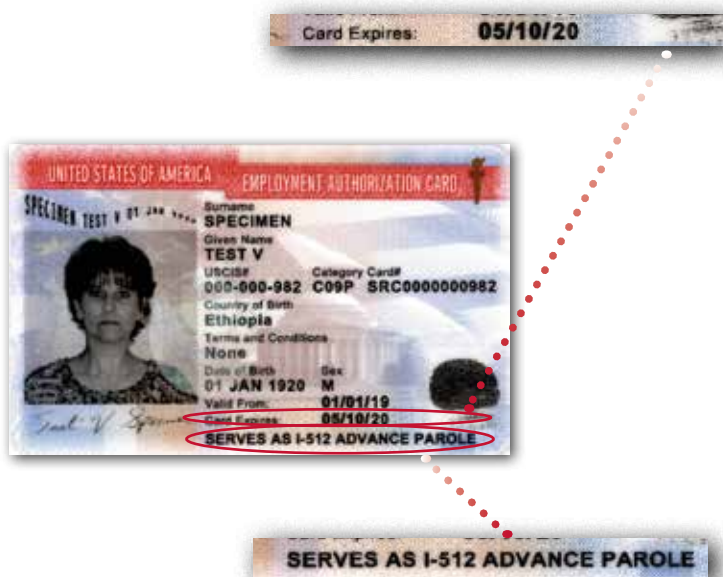 Card Expires: 05/10/20
UNITED STATES OF AMERICA EMPLOYMENT AUTHORIZATION CARD
SPECIMEN TEST V 01 JAN
Surname
SPECIMEN
Given Name
TEST V
USCIS# Category Card#
000-000-982 C09P SRC0000000982
Country of Birth
Ethiopia
Terms and Conditions
None
Date of Birth Sex
01 JAN 1920 M
Valid From: 01/01/19
Card Expires: 05/10/20
SERVES AS I-512 ADVANCE PAROLE
Test V
SERVES AS I-512 ADVANCE PAROLE